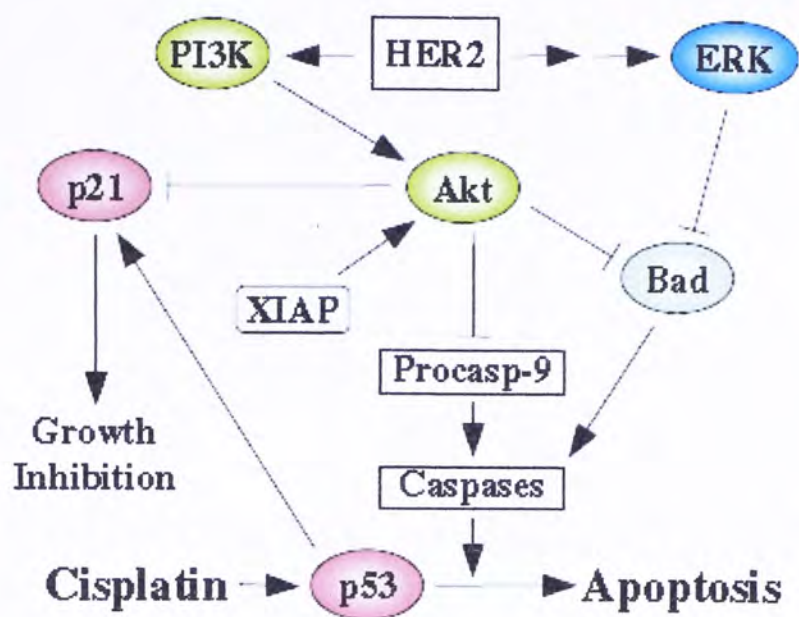 PI3K
HER2
ERK
p21
Akt
XIAP
Bad
Procasp-9
Growth
Inhibition
Caspases
Cisplatin
p53
Apoptosis